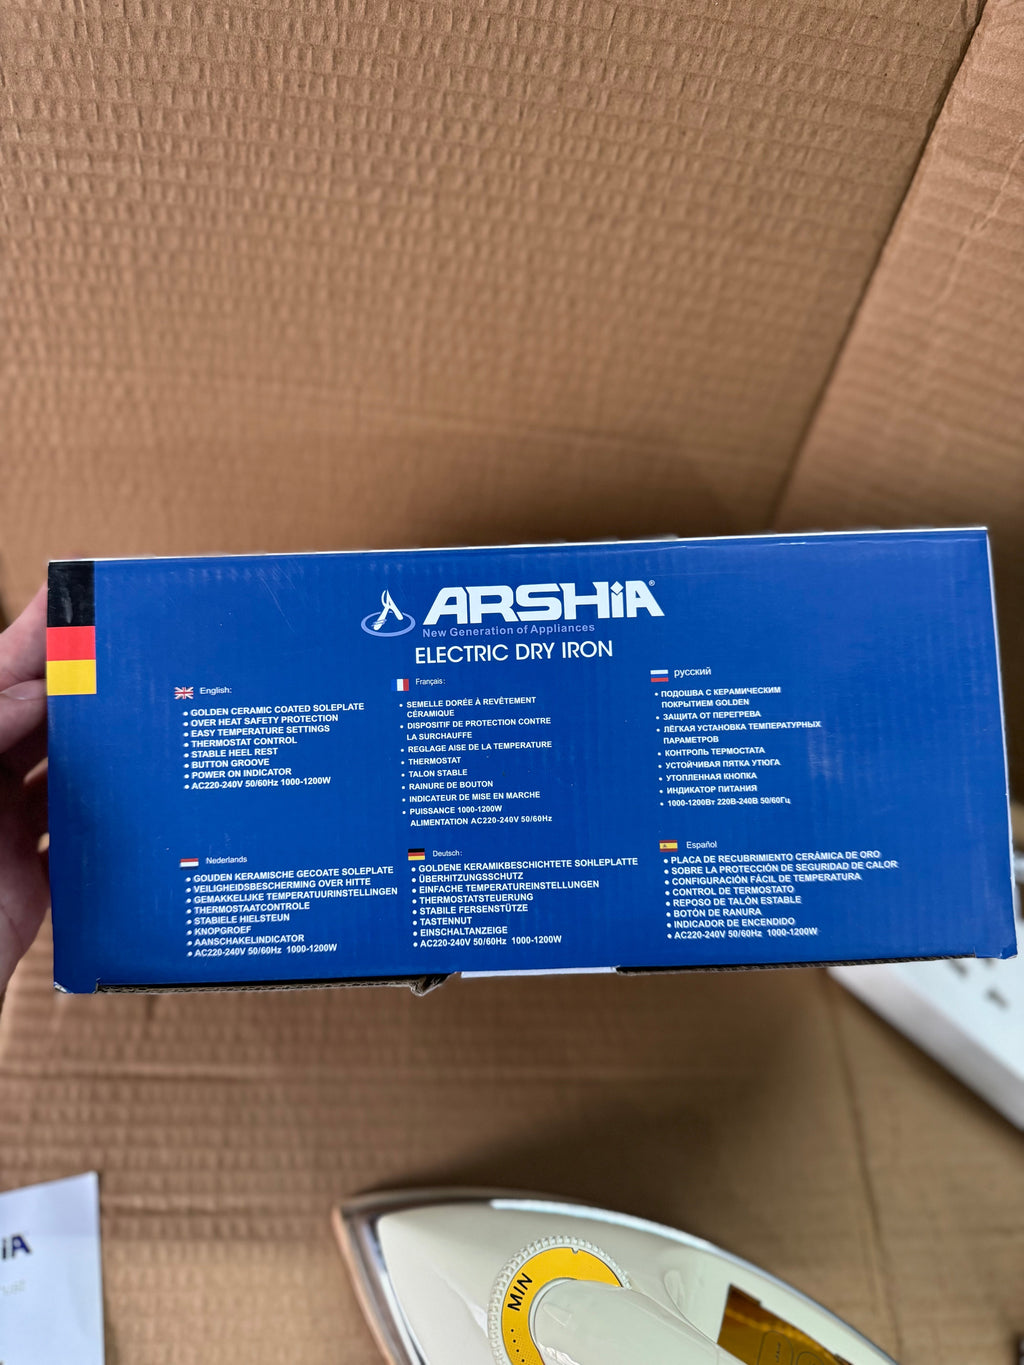 ARSHiA®
New Generation of Appliances
ELECTRIC DRY IRON
English:
• GOLDEN CERAMIC COATED SOLEPLATE
• OVER HEAT SAFETY PROTECTION
• EASY TEMPERATURE SETTINGS
• THERMOSTAT CONTROL
• STABLE HEEL REST
• BUTTON GROOVE
• POWER ON INDICATOR
• AC220-240V 50/60Hz 1000-1200W
Français:
• SEMELLE DORÉE À REVÊTEMENT
CÉRAMIQUE
• DISPOSITIF DE PROTECTION CONTRE
LA SURCHAUFFE
• REGLAGE AISE DE LA TEMPERATURE
• THERMOSTAT
• TALON STABLE
• RAINURE DE BOUTON
• INDICATEUR DE MISE EN MARCHE
• PUISSANCE 1000-1200W
ALIMENTATION AC220-240V 50/60Hz
русский
• ПОДОШВА С КЕРАМИЧЕСКИМ
ПОКРЫТИЕМ GOLDEN
• ЗАЩИТА ОТ ПЕРЕГРЕВА
• ЛЁГКАЯ УСТАНОВКА ТЕМПЕРАТУРНЫХ
ПАРАМЕТРОВ
• КОНТРОЛЬ ТЕРМОСТАТА
• УСТОЙЧИВАЯ ПЯТКА УТЮГА
• УТОПЛЕННАЯ КНОПКА
• ИНДИКАТОР ПИТАНИЯ
• 1000-1200Вт 220В-240В 50/60Гц
Nederlands
• GOUDEN KERAMISCHE GECOATE SOLEPLATE
• VEILIGHEIDSBESCHERMING OVER HITTE
• GEMAKKELIJKE TEMPERATUURINSTELLINGEN
• THERMOSTAATCONTROLE
• STABIELE HIELSTEUN
• KNOPGROEF
• AANSCHAKELINDICATOR
• AC220-240V 50/60Hz 1000-1200W
Deutsch:
• GOLDENE KERAMIKBESCHICHTETE SOHLEPLATTE
• ÜBERHITZUNGSSCHUTZ
• EINFACHE TEMPERATUREINSTELLUNGEN
• THERMOSTATSTEUERUNG
• STABILE FERSENSTÜTZE
• TASTENNUT
• EINSCHALTANZEIGE
• AC220-240V 50/60Hz 1000-1200W
Español
• PLACA DE RECUBRIMIENTO CERÁMICA DE ORO
• SOBRE LA PROTECCIÓN DE SEGURIDAD DE CALOR
• CONFIGURACIÓN FÁCIL DE TEMPERATURA
• CONTROL DE TERMOSTATO
• REPOSO DE TALÓN ESTABLE
• BOTÓN DE RANURA
• INDICADOR DE ENCENDIDO
• AC220-240V 50/60Hz 1000-1200W
iA
MIN